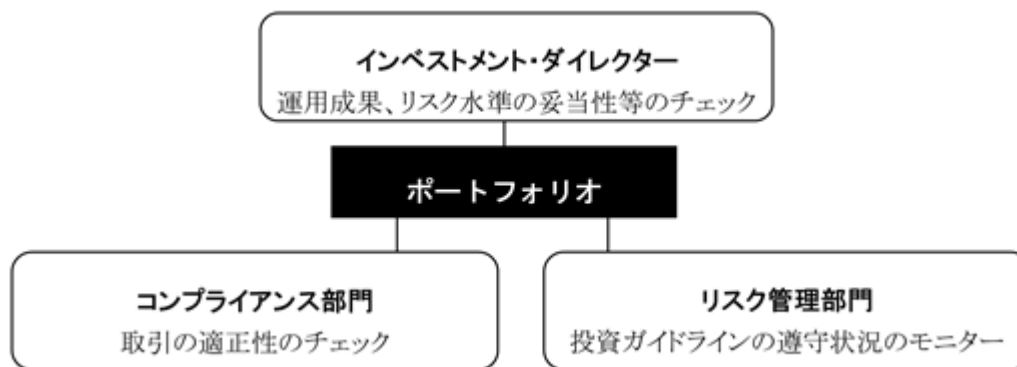 インベストメント・ダイレクター
運用成果、リスク水準の妥当性等のチェック
ポートフォリオ
コンプライアンス部門
取引の適正性のチェック
リスク管理部門
投資ガイドラインの遵守状況のモニター